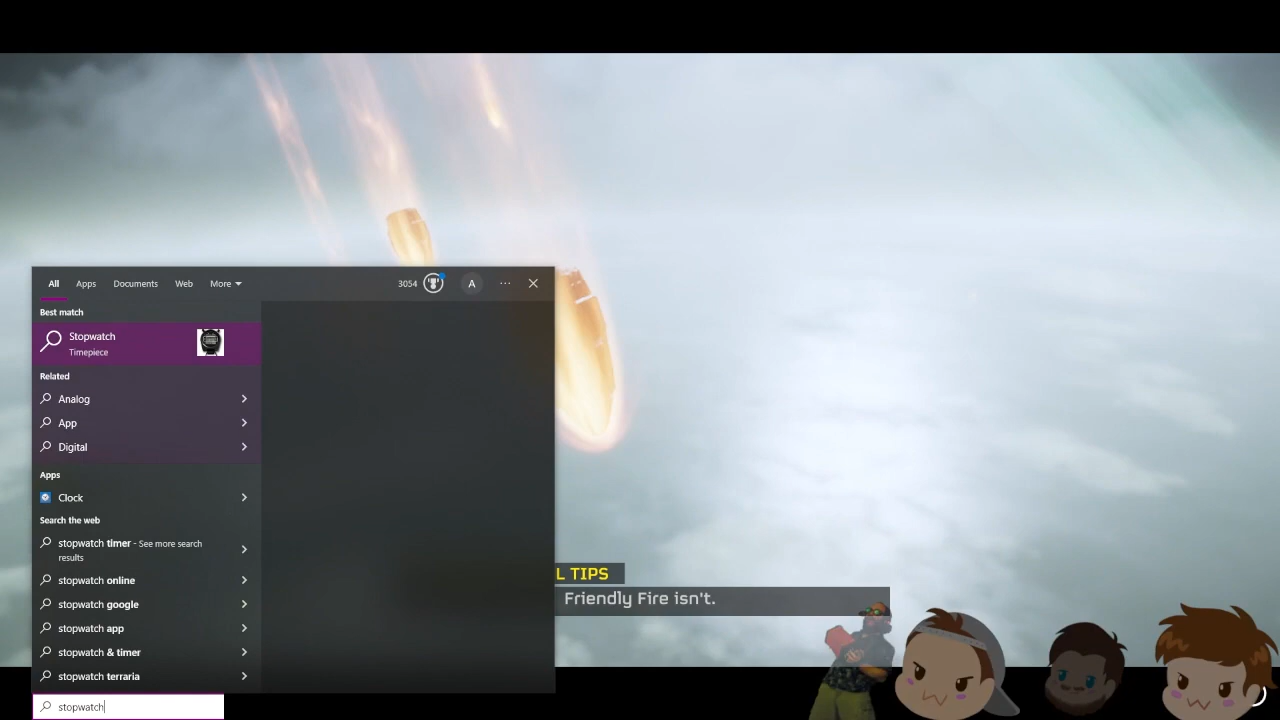 All Apps Documents Web More 3054 A ...
Best match
Stopwatch
Timepiece
Related
Analog
App
Digital
Apps
Clock
Search the web
stopwatch timer - See more search
results
stopwatch online
stopwatch google
stopwatch app
stopwatch & timer
stopwatch terraria
stopwatch
L TIPS
Friendly Fire isn't.